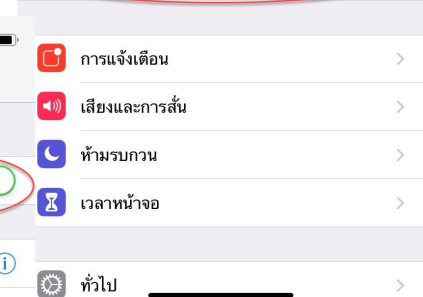 การแจ้งเตือน
เสียงและการสั่น
ห้ามรบกวน
เวลาหน้าจอ
ทั่วไป